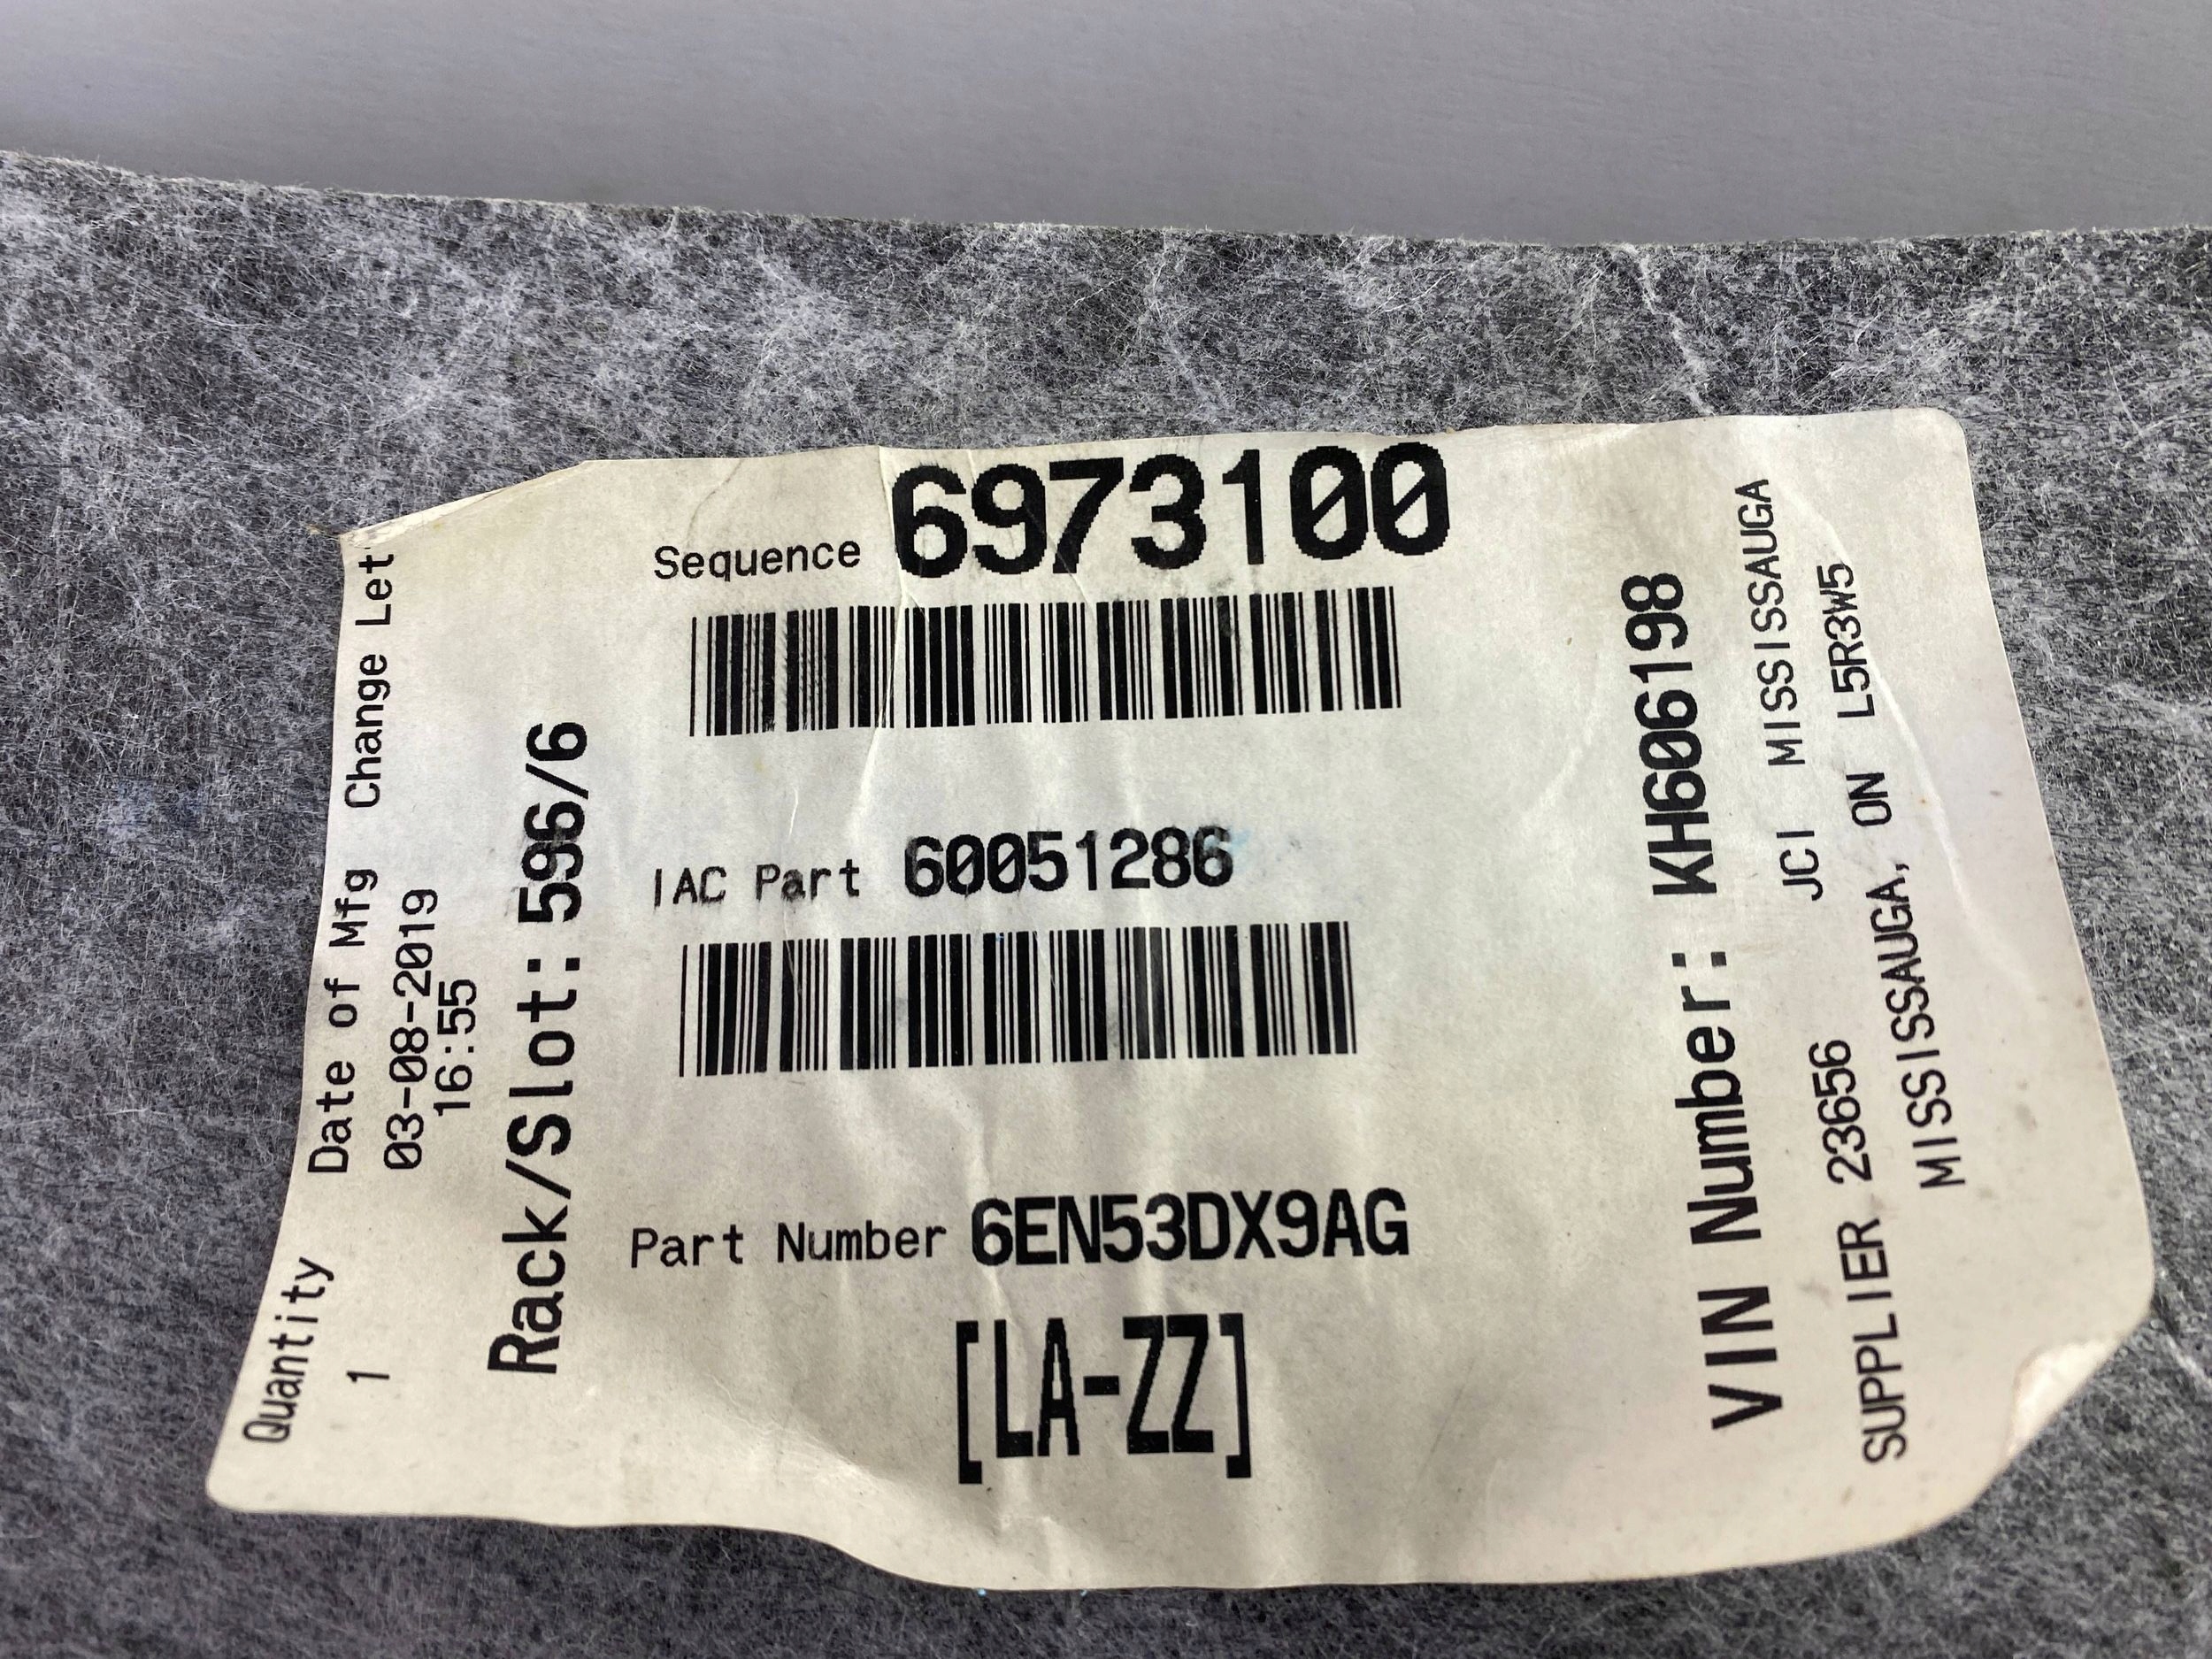 Quantity Date of Mfg Change Let
1 03-08-2019
16:55
Rack/Slot: 596/6
Sequence 6973100
IAC Part 60051286
Part Number 6EN53DX9AG
[LA-ZZ]
VIN Number: KH606198
JCI MISSISSAUGA
SUPPLIER 23656 MISSISSAUGA, ON L5R3W5
MISSISSAUGA